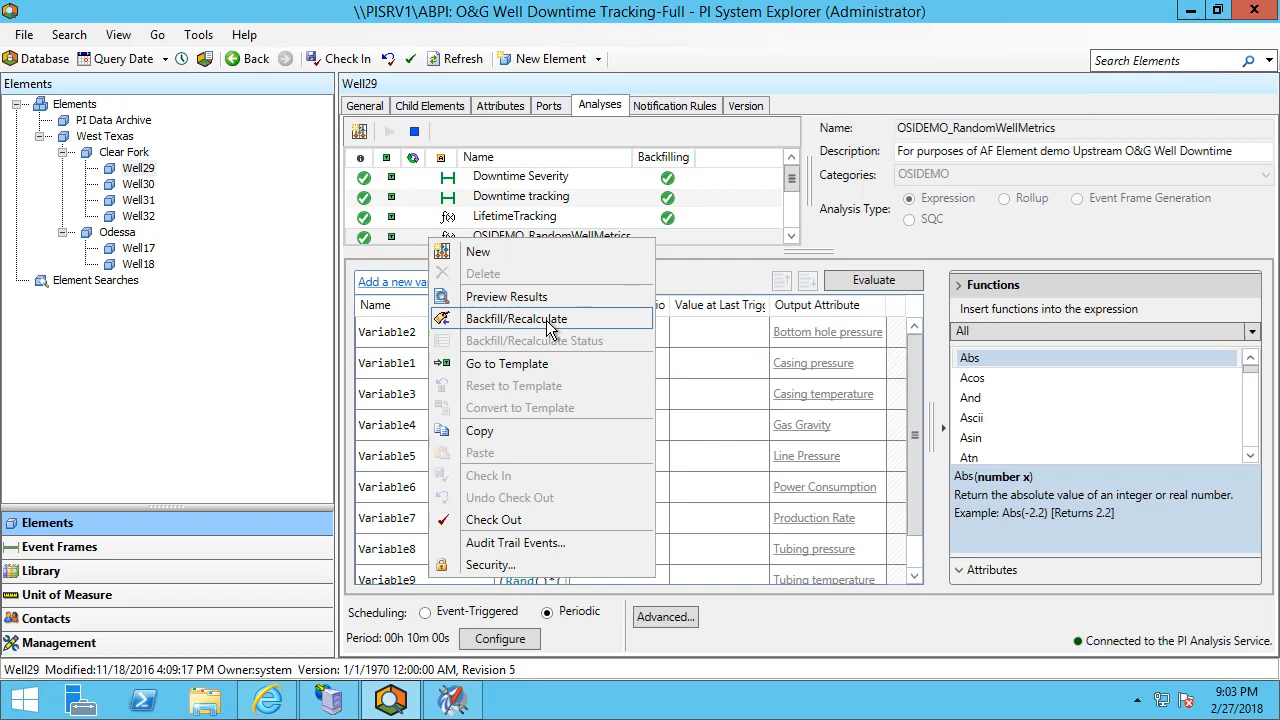 \\PISRV1\ABPI: O&G Well Downtime Tracking-Full - PI System Explorer (Administrator)
File Search View Go Tools Help
Database Query Date Back Check In Refresh New Element Search Elements
Elements
Elements
PI Data Archive
West Texas
Clear Fork
Well29
Well30
Well31
Well32
Odessa
Well17
Well18
Element Searches
Elements
Event Frames
Library
Unit of Measure
Contacts
Management
Well29
General Child Elements Attributes Ports Analyses Notification Rules Version
Name Backfilling
Downtime Severity
Downtime tracking
LifetimeTracking
OSIDEMO_RandomWellMetrics
Name: OSIDEMO_RandomWellMetrics
Description: For purposes of AF Element demo Upstream O&G Well Downtime
Categories: OSIDEMO
Analysis Type: Expression Rollup Event Frame Generation
SQC
New
Delete
Preview Results
Backfill/Recalculate
Backfill/Recalculate Status
Go to Template
Reset to Template
Convert to Template
Copy
Paste
Check In
Undo Check Out
Check Out
Audit Trail Events...
Security...
Add a new var Evaluate
Name Value at Last Trigg Output Attribute
Variable2 Bottom hole pressure
Variable1 Casing pressure
Variable3 Casing temperature
Variable4 Gas Gravity
Variable5 Line Pressure
Variable6 Power Consumption
Variable7 Production Rate
Variable8 Tubing pressure
Variable9 (Rand()*( Tubing temperature
Functions
Insert functions into the expression
All
Abs
Acos
And
Ascii
Asin
Atn
Abs(number x)
Return the absolute value of an integer or real number.
Example: Abs(-2.2) [Returns 2.2]
Attributes
Scheduling: Event-Triggered Periodic Advanced...
Period: 00h 10m 00s Configure
Connected to the PI Analysis Service.
Well29 Modified:11/18/2016 4:09:17 PM Owner:system Version: 1/1/1970 12:00:00 AM, Revision 5
9:03 PM
2/27/2018